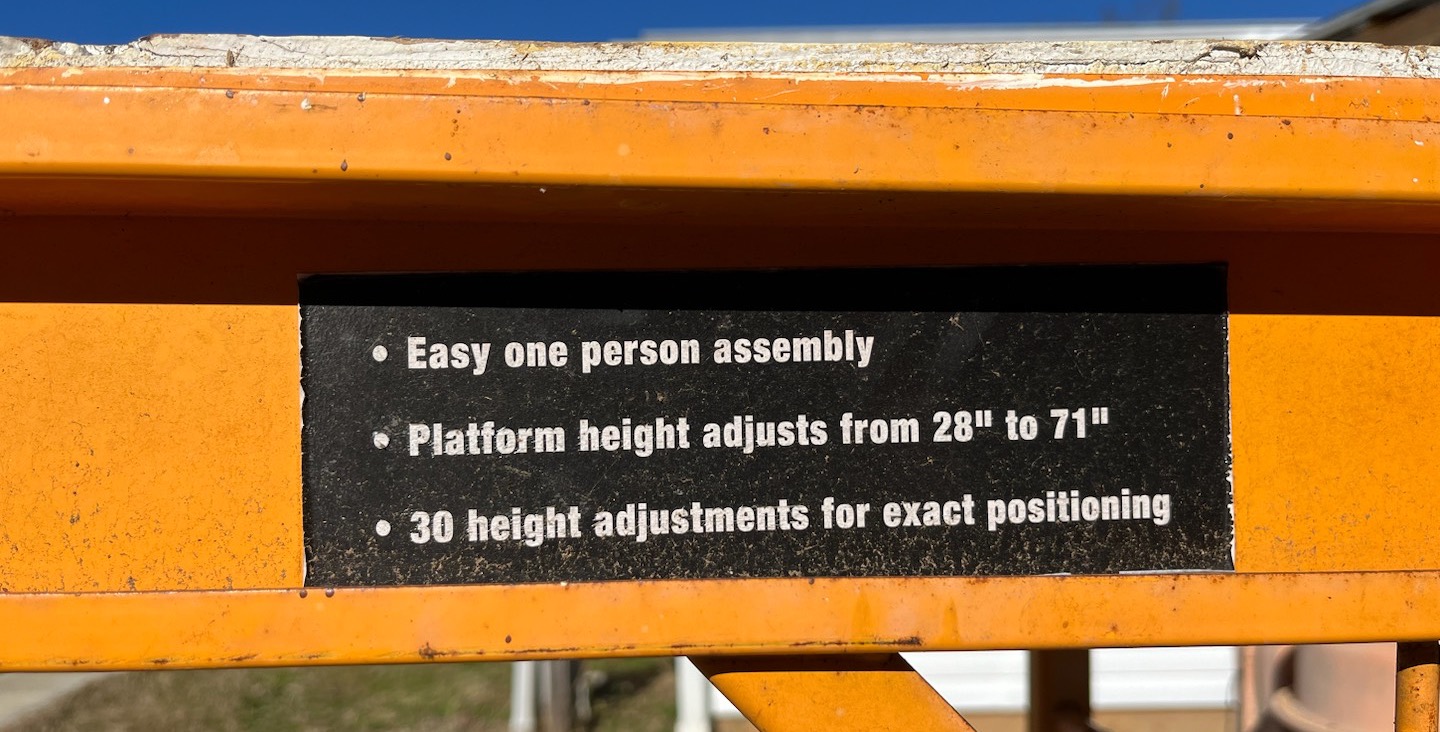 • Easy one person assembly
• Platform height adjusts from 28" to 71"
• 30 height adjustments for exact positioning